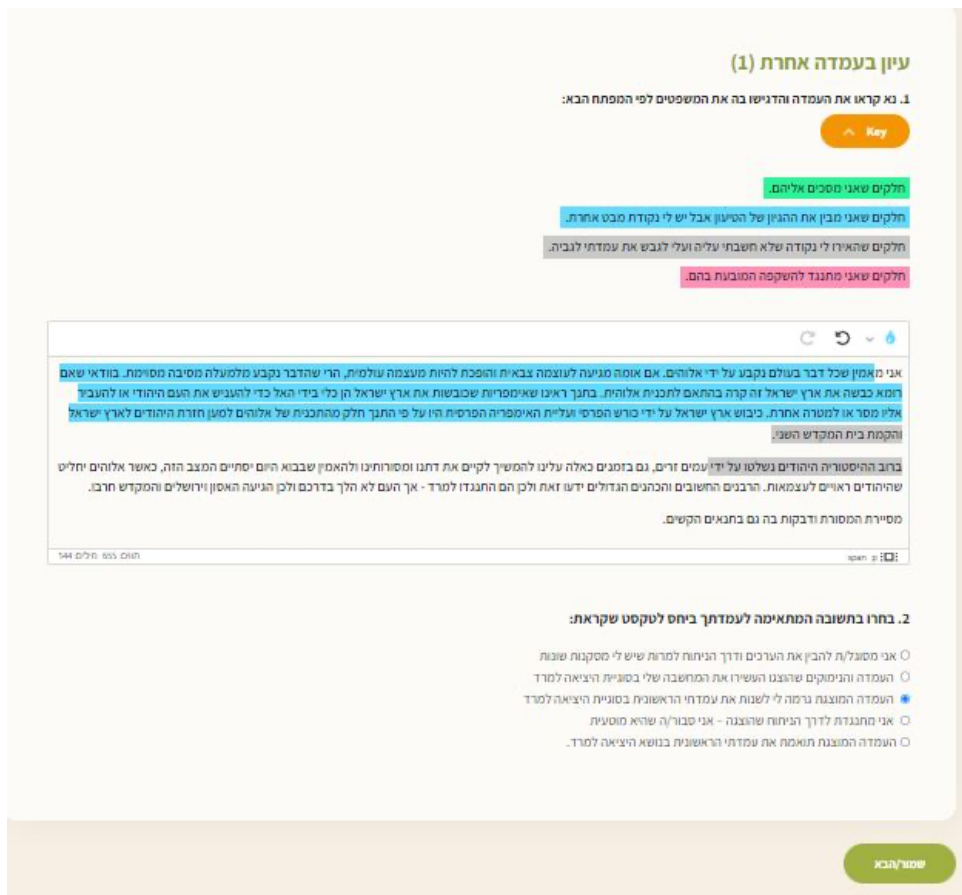 עיון בעמדה אחרת (1)
1. נא קראו את העמדה והדגישו בה את המשפטים לפי המפתח הבא:
Key
חלקים שאני מסכים אליהם.
חלקים שאני מבין את ההגיון של הטיעון אבל יש לי נקודת מבט אחרת.
חלקים שהאירו לי נקודה שלא חשבתי עליה ועלי לגבש את עמדתי לגביה.
חלקים שאני מתנגד להשקפה המובעת בהם.
אני מאמין שכל דבר בעולם נקבע על ידי אלוהים. אם אומה מגיעה לעוצמה צבאית והופכת להיות מעצמה עולמית, הרי שהדבר נקבע מלמעלה מסיבה מסוימת. בוודאי שאם
רומא כבשה את ארץ ישראל זה קרה בהתאם לתכנית אלוהית. בתנך ראינו שאימפריות שכובשות את ארץ ישראל הן כלי בידי האל כדי להעניש את העם היהודי או להעביר
אליו מסר או למטרה אחרת. כיבוש ארץ ישראל על ידי כורש הפרסי ועליית האימפריה הפרסית היו על פי התנך חלק מהתכנית של אלוהים למען חזרת היהודים לארץ ישראל
והקמת בית המקדש השני.
ברוב ההיסטוריה היהודים נשלטו על ידי עמים זרים, גם בזמנים כאלה עלינו להמשיך לקיים את דתנו ומסורותינו ולהאמין שבבוא היום יסתיים המצב הזה, כאשר אלוהים יחליט
שהיהודים ראויים לעצמאות. הרבנים החשובים והכהנים הגדולים ידעו זאת ולכן הם התנגדו למרד - אך העם לא הלך בדרכם ולכן הגיעה האסון וירושלים והמקדש חרבו.
מסיירת המסורת ודבקות בה גם בתנאים הקשים.
תווים: 655 מילים: 144
span p
2. בחרו בתשובה המתאימה לעמדתך ביחס לטקסט שקראת:
אני מסוגל/ת להבין את הערכים ודרך הניתוח למרות שיש לי מסקנות שונות
העמדה והנימוקים שהוצגו העשירו את המחשבה שלי בסוגיית היציאה למרד
העמדה המוצגת גרמה לי לשנות את עמדתי הראשונית בסוגיית היציאה למרד
אני מתנגדת לדרך הניתוח שהוצגה - אני סבור/ה שהיא מוטעית
העמדה המוצגת תואמת את עמדתי הראשונית בנושא היציאה למרד.
שמור/הבא